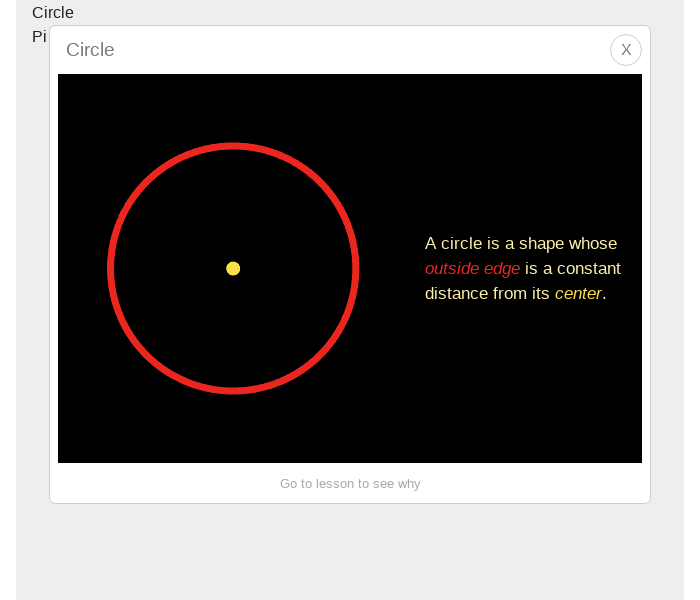 Circle
Pi
Circle
X
A circle is a shape whose
outside edge is a constant
distance from its center.
Go to lesson to see why